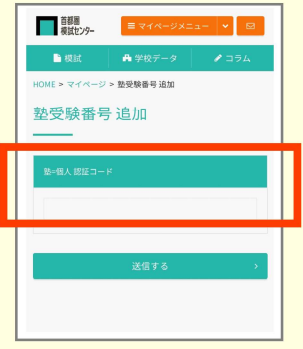 首都圏
模試センター
マイページメニュー
模試 学校データ コラム
HOME > マイページ > 塾受験番号 追加
塾受験番号 追加
塾=個人 認証コード
送信する